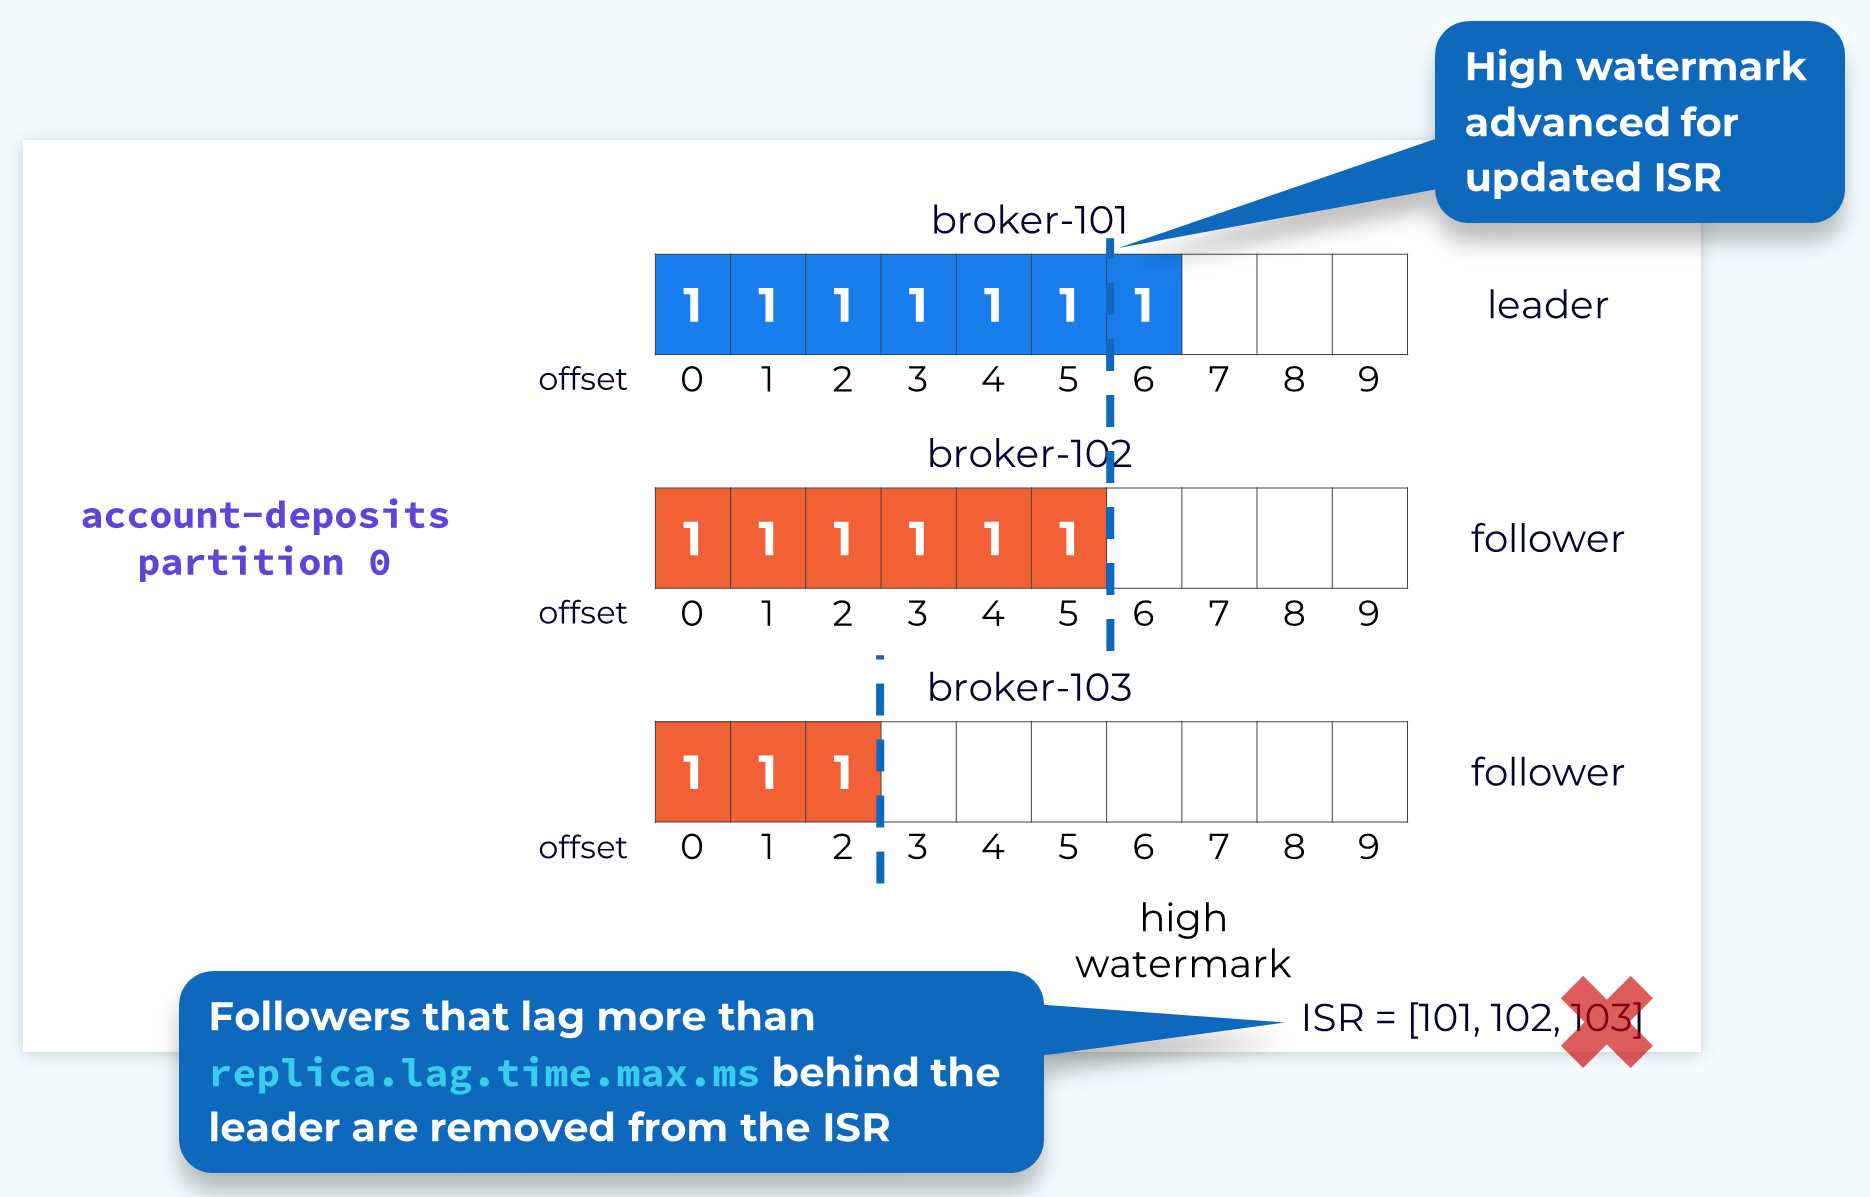 High watermark
advanced for
updated ISR
broker-101
1 1 1 1 1 1 1
leader
offset 0 1 2 3 4 5 6 7 8 9
broker-102
account-deposits
partition 0
1 1 1 1 1 1
follower
offset 0 1 2 3 4 5 6 7 8 9
broker-103
1 1 1
follower
offset 0 1 2 3 4 5 6 7 8 9
high
watermark
ISR = [101, 102, 103]
Followers that lag more than
replica.lag.time.max.ms behind the
leader are removed from the ISR